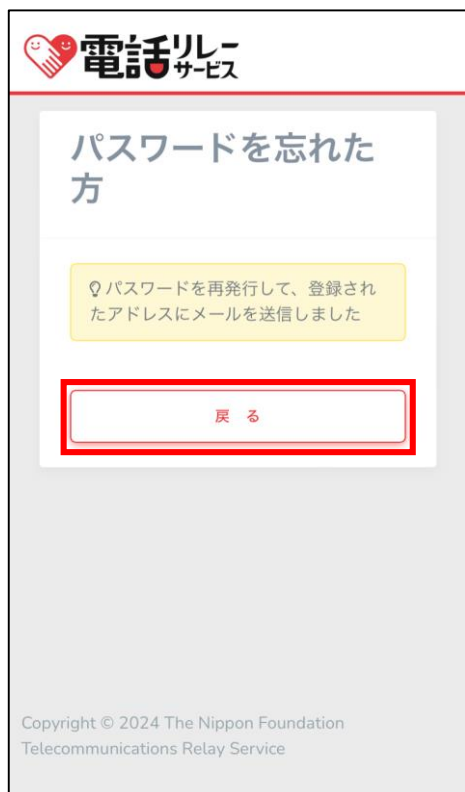 電話リレーサービス
パスワードを忘れた
方
パスワードを再発行して、登録され
たアドレスにメールを送信しました
戻 る
Copyright © 2024 The Nippon Foundation
Telecommunications Relay Service